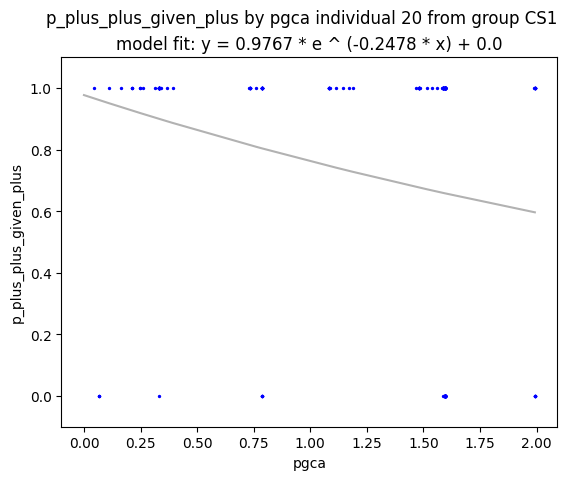 p_plus_plus_given_plus by pgca individual 20 from group CS1
model fit: y = 0.9767 * e ^ (-0.2478 * x) + 0.0
1.0
0.8
0.6
0.4
0.2
0.0
p_plus_plus_given_plus
0.00 0.25 0.50 0.75 1.00 1.25 1.50 1.75 2.00
pgca